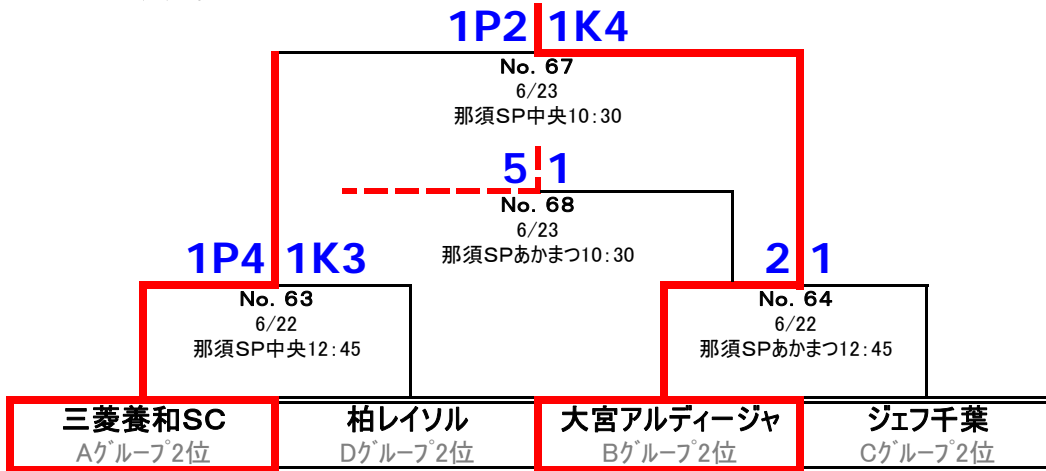 1P2 1K4
No. 67
6/23
那須SP中央10:30
5 1
No. 68
6/23
那須SPあかまつ10:30
1P4 1K3
No. 63
6/22
那須SP中央12:45
2 1
No. 64
6/22
那須SPあかまつ12:45
三菱養和SC 柏レイソル 大宮アルディージャ ジェフ千葉
Aグループ2位 Dグループ2位 Bグループ2位 Cグループ2位